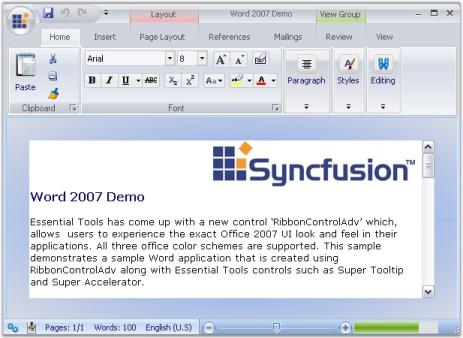 Layout Word 2007 Demo View Group
Home Insert Page Layout References Mailings Review View
Arial 8 A A
Paste B I U ABC X₂ X² Aa A Paragraph Styles Editing
Clipboard Font
Syncfusion™
Word 2007 Demo
Essential Tools has come up with a new control 'RibbonControlAdv' which,
allows users to experience the exact Office 2007 UI look and feel in their
applications. All three office color schemes are supported. This sample
demonstrates a sample Word application that is created using
RibbonControlAdv along with Essential Tools controls such as Super Tooltip
and Super Accelerator.
Pages: 1/1 Words: 100 English (U.S)